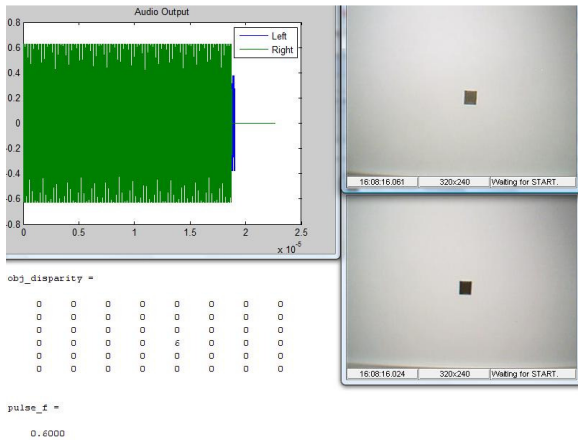 Audio Output
0.8
0.6
0.4
0.2
0
-0.2
-0.4
-0.6
-0.8
0 0.5 1 1.5 2 2.5
x 10^-5
Left
Right
16:08:16.061 320x240 Waiting for START.
16:08:16.024 320x240 Waiting for START.
obj_disparity =
0 0 0 0 0 0 0 0
0 0 0 0 0 0 0 0
0 0 0 0 0 0 0 0
0 0 0 0 6 0 0 0
0 0 0 0 0 0 0 0
0 0 0 0 0 0 0 0
pulse_f =
0.6000